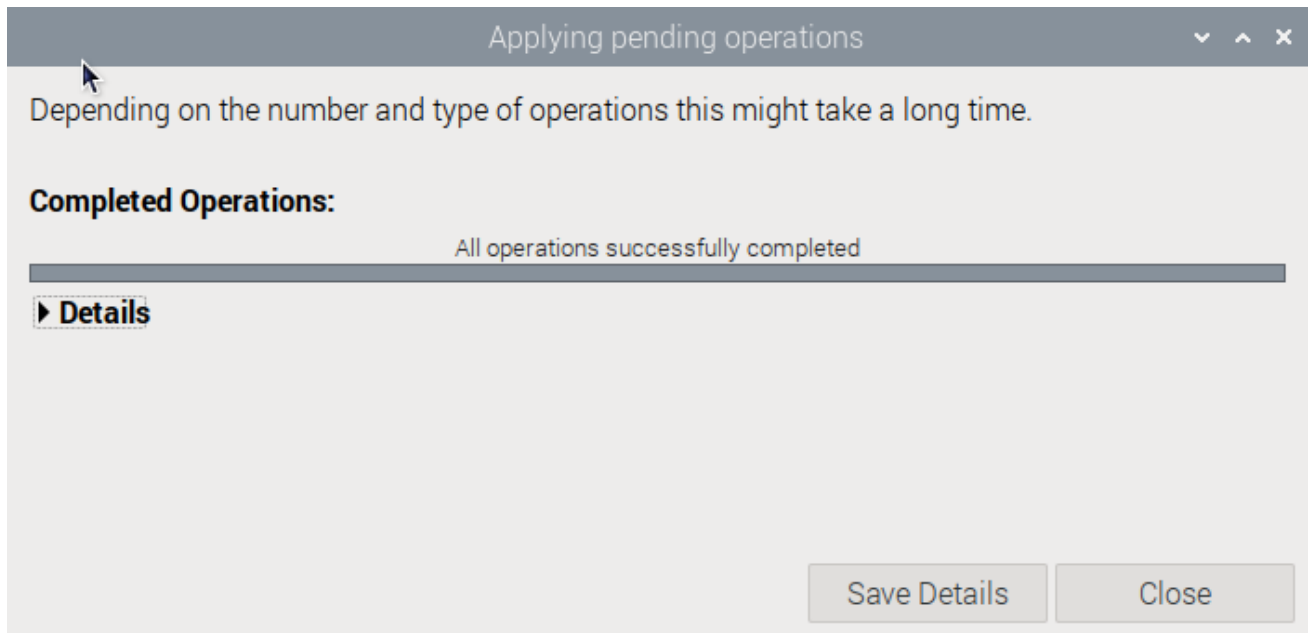 Applying pending operations
Depending on the number and type of operations this might take a long time.
Completed Operations:
All operations successfully completed
Details
Save Details
Close